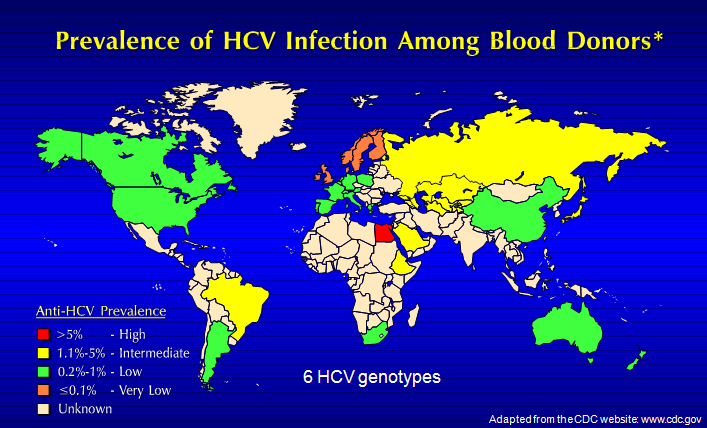 Prevalence of HCV Infection Among Blood Donors*
Anti-HCV Prevalence
>5% - High
1.1%-5% - Intermediate
0.2%-1% - Low
≤0.1% - Very Low
Unknown
6 HCV genotypes
Adapted from the CDC website: www.cdc.gov